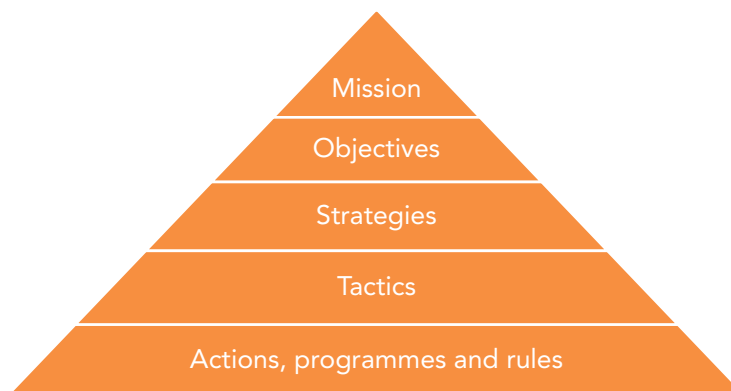 Mission
Objectives
Strategies
Tactics
Actions, programmes and rules